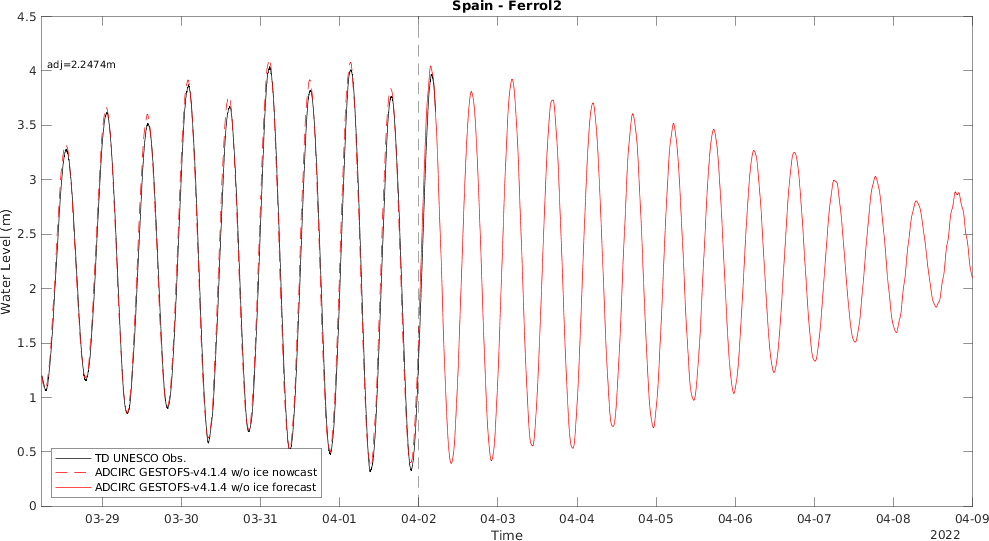 Spain - Ferrol2
4.5
4
3.5
3
2.5
2
1.5
1
0.5
0
Water Level (m)
adj=2.2474m
TD UNESCO Obs.
ADCIRC GESTOFS-v4.1.4 w/o ice nowcast
ADCIRC GESTOFS-v4.1.4 w/o ice forecast
03-29 03-30 03-31 04-01 04-02 04-03 04-04 04-05 04-06 04-07 04-08 04-09
Time
2022